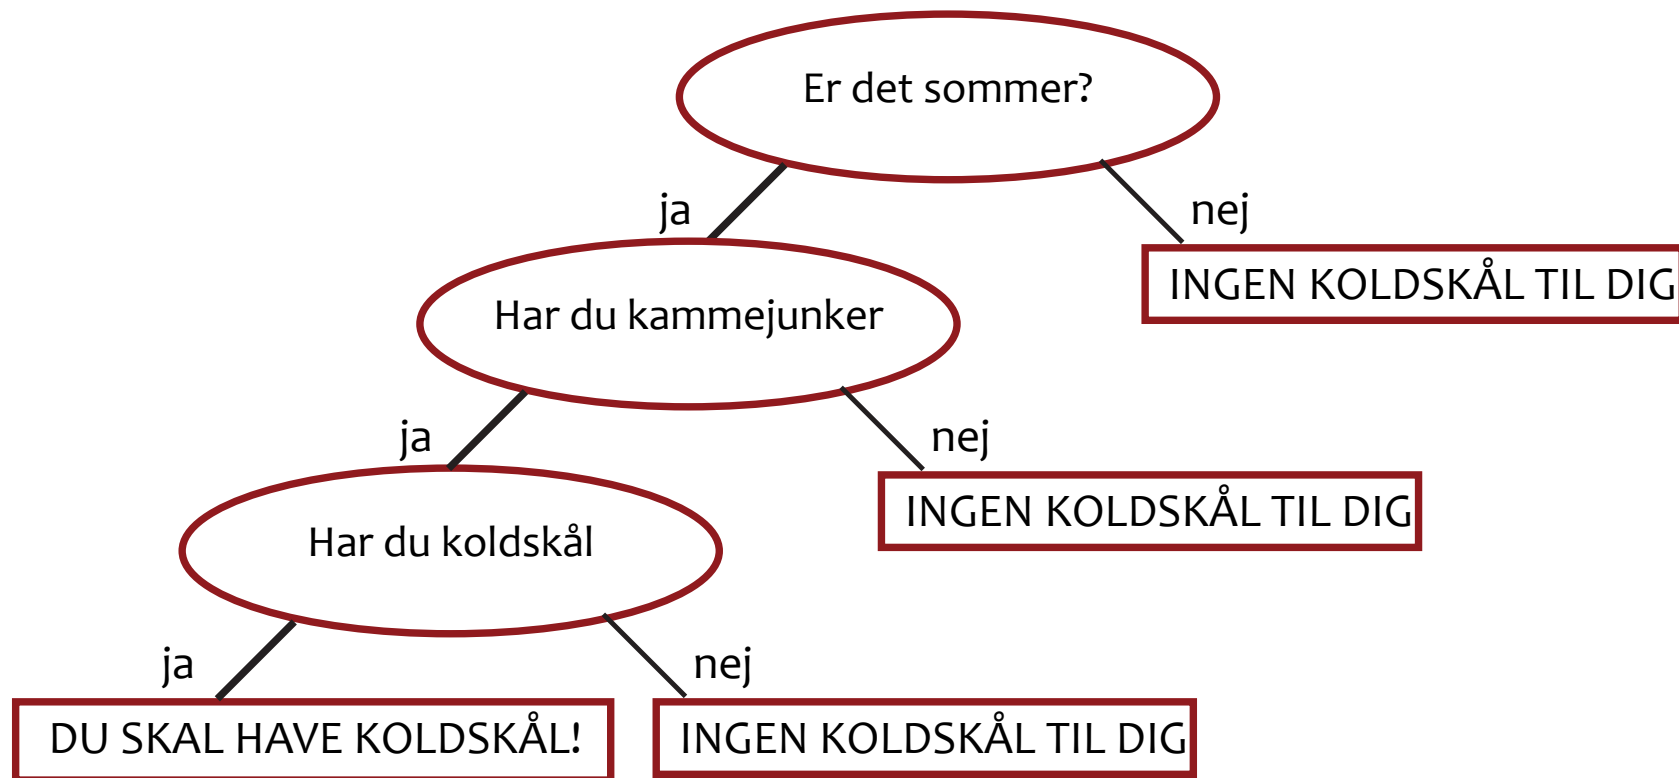 Er det sommer?
ja
nej
Har du kammejunker
INGEN KOLDSKÅL TIL DIG
ja
nej
Har du koldskål
INGEN KOLDSKÅL TIL DIG
ja
nej
DU SKAL HAVE KOLDSKÅL!
INGEN KOLDSKÅL TIL DIG